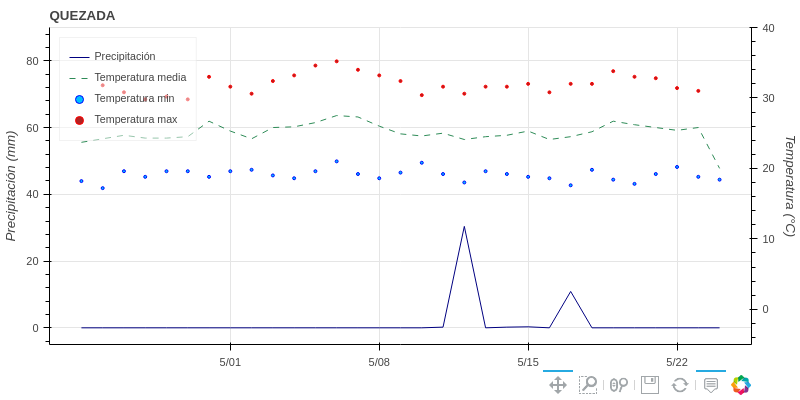 QUEZADA
Precipitación
Temperatura media
Temperatura min
Temperatura max
80
60
40
20
0
Precipitación (mm)
40
30
20
10
0
Temperatura (°C)
5/01
5/08
5/15
5/22